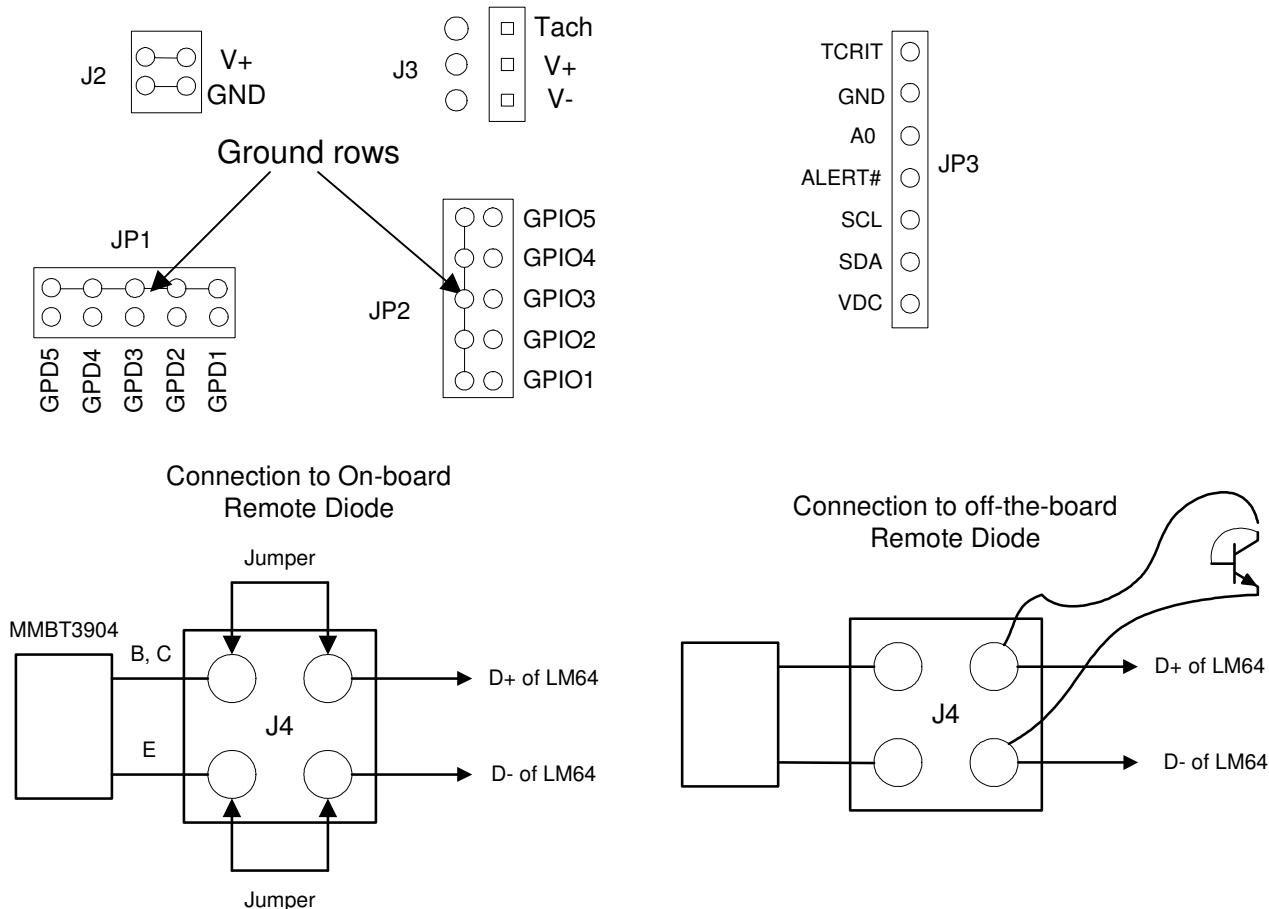 J2
V+
GND
J3
Tach
V+
V-
Ground rows
JP1
GPD5
GPD4
GPD3
GPD2
GPD1
JP2
GPIO5
GPIO4
GPIO3
GPIO2
GPIO1
TCRIT
GND
A0
ALERT#
SCL
SDA
VDC
JP3
Connection to On-board
Remote Diode
Jumper
MMBT3904
B, C
E
J4
D+ of LM64
D- of LM64
Jumper
Connection to off-the-board
Remote Diode
J4
D+ of LM64
D- of LM64